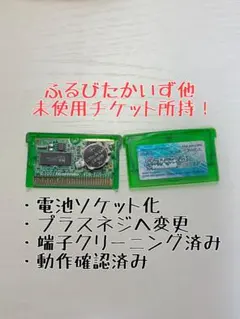 ふるびたかいず他
未使用チケット所持！
・電池ソケット化
・プラスネジへ変更
・端子クリーニング済み
・動作確認済み